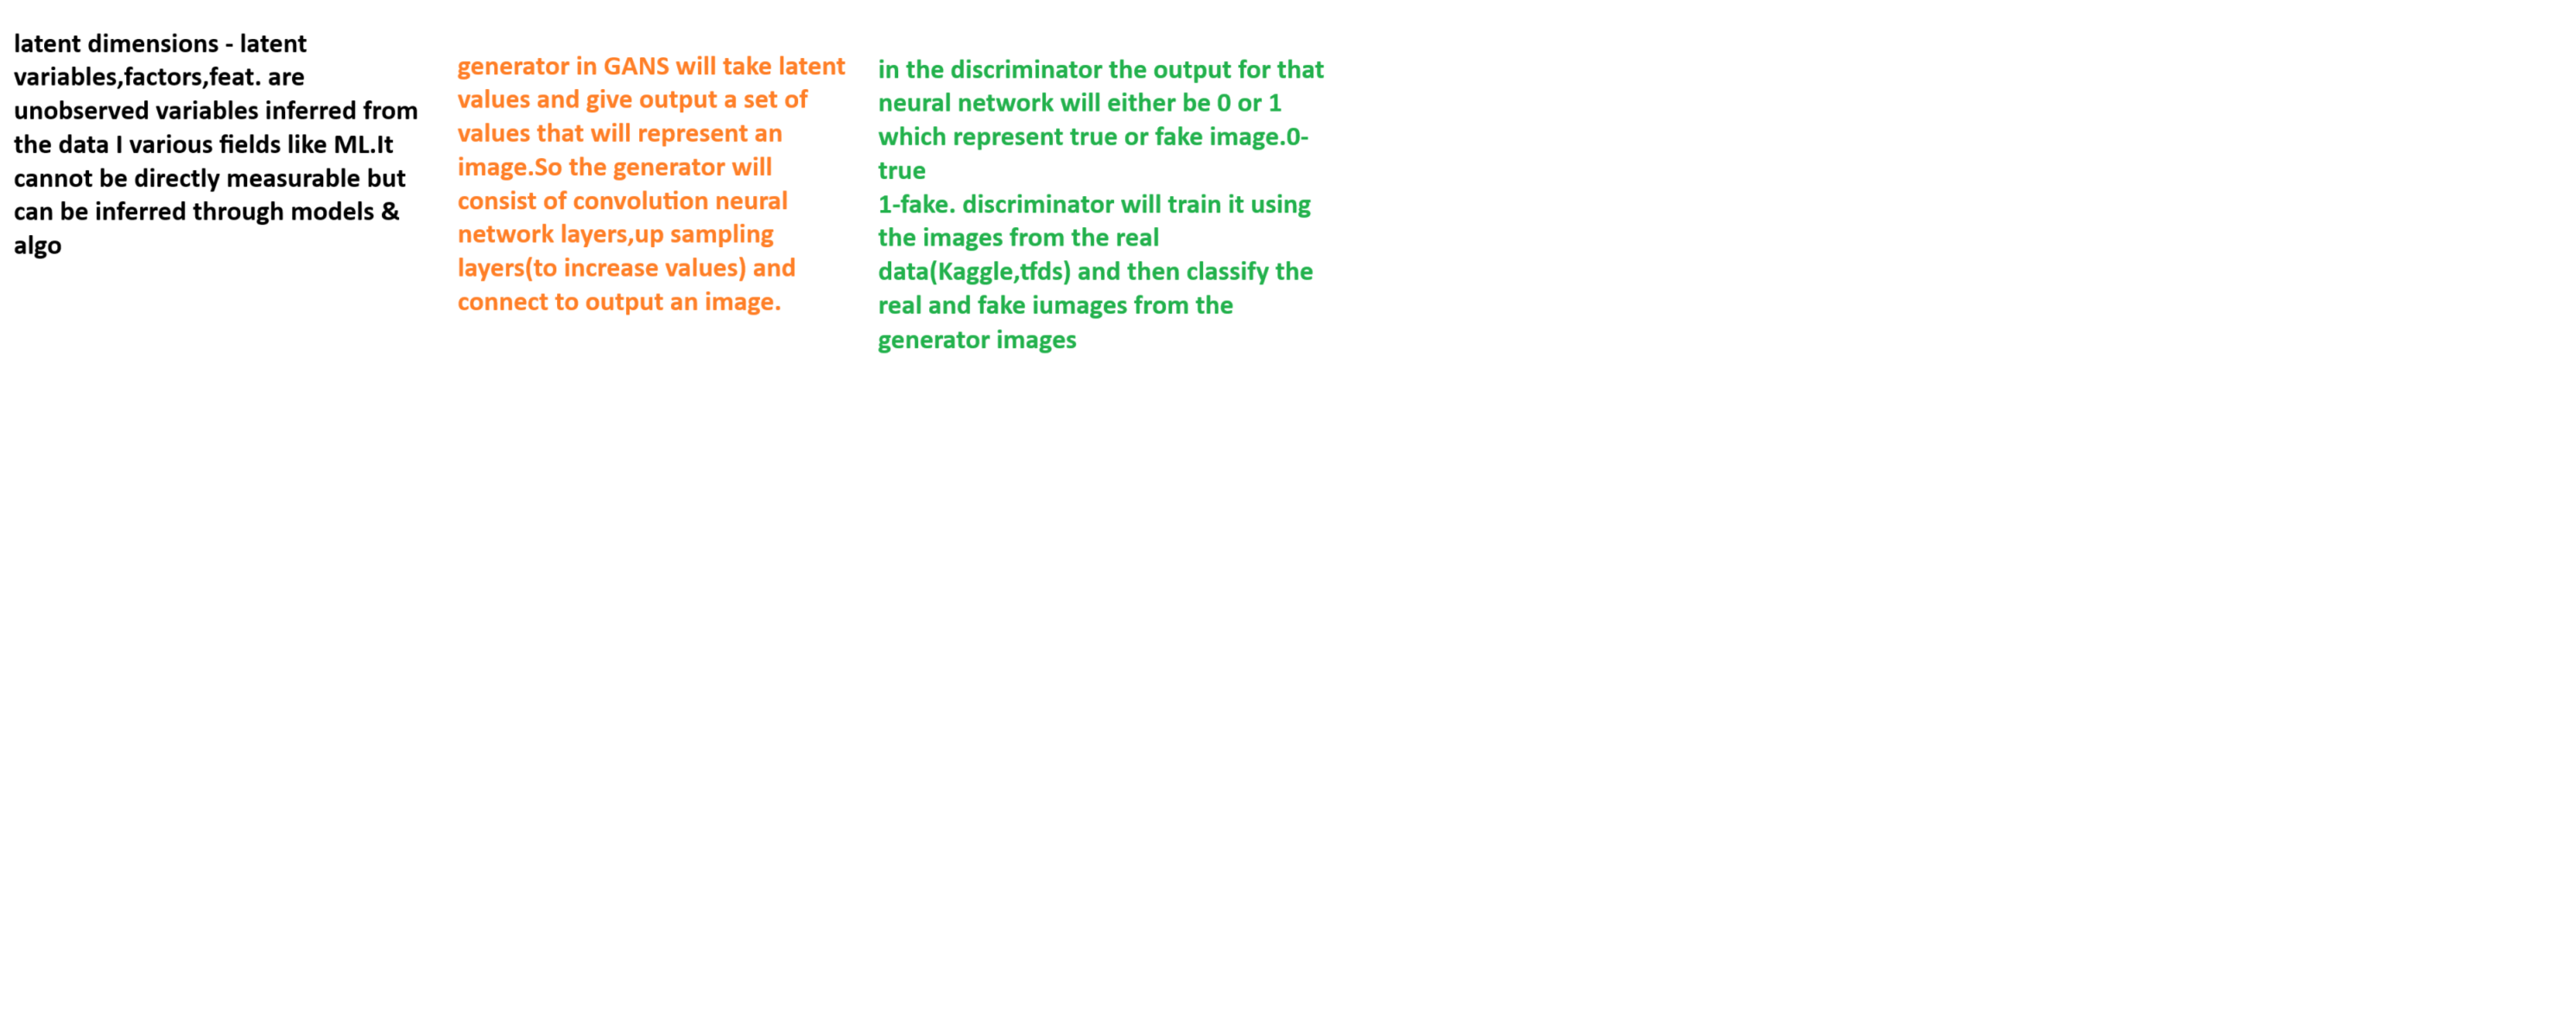 latent dimensions - latent
variables,factors,feat. are
unobserved variables inferred from
the data I various fields like ML.It
cannot be directly measurable but
can be inferred through models &
algo
generator in GANS will take latent
values and give output a set of
values that will represent an
image.So the generator will
consist of convolution neural
network layers,up sampling
layers(to increase values) and
connect to output an image.
in the discriminator the output for that
neural network will either be 0 or 1
which represent true or fake image.0-
true
1-fake. discriminator will train it using
the images from the real
data(Kaggle,tfds) and then classify the
real and fake iumages from the
generator images